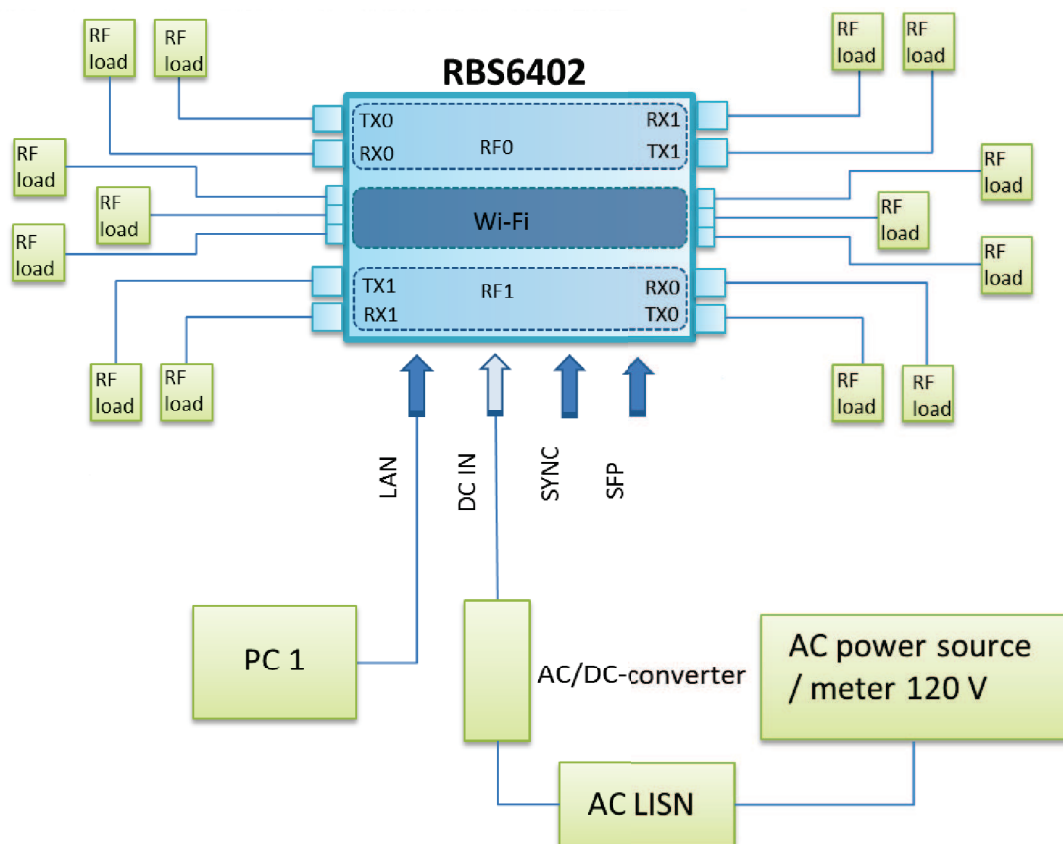 RF
load
RF
load
RF
load
RF
load
RBS6402
TX0
RX0
RF0
RX1
TX1
RF
load
RF
load
RF
load
Wi-Fi
RF
load
RF
load
RF
load
TX1
RX1
RF1
RX0
TX0
RF
load
RF
load
RF
load
RF
load
LAN
DC IN
SYNC
SFP
PC 1
AC/DC-converter
AC power source
/ meter 120 V
AC LISN